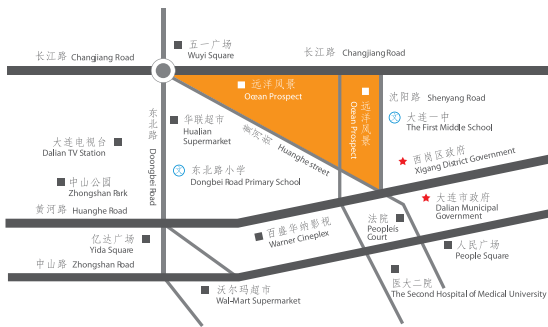 五一广场
Wuyi Square
长江路 Changjiang Road
长江路 Changjiang Road
远洋风景
Ocean Prospect
远洋风景
Ocean Prospect
沈阳路 Shenyang Road
东北路
Doongbei Road
华联超市
Hualian
Supermarket
黄河路
Huanghe street
大连一中
The First Middle School
大连电视台
Dalian TV Station
西岗区政府
Xigang District Government
东北路小学
Dongbei Road Primary School
中山公园
Zhongshan Park
大连市政府
Dalian Municipal
Government
黄河路 Huanghe Road
百盛华纳影视
Warner Cineplex
法院
Peopleis
Court
亿达广场
Yida Square
人民广场
People Square
中山路 Zhongshan Road
沃尔玛超市
Wal-Mart Supermarket
医大二院
The Second Hospital of Medical University
文
文